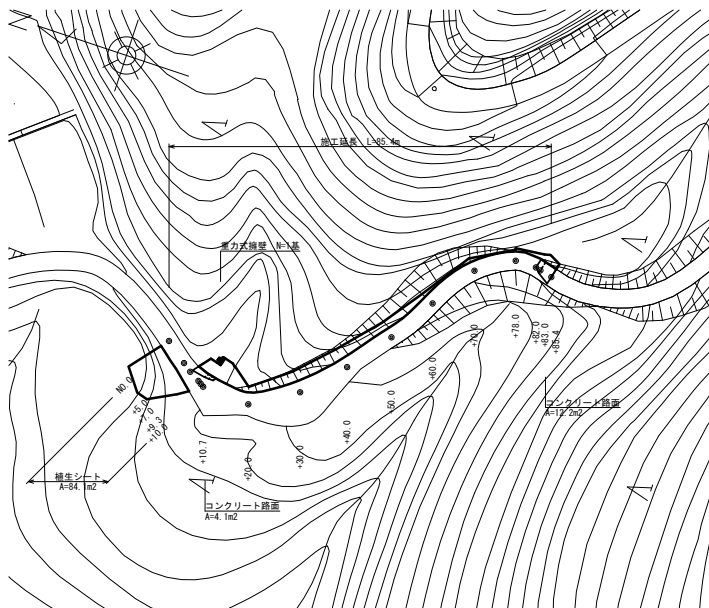 施工延長 L=85.4m
重力式擁壁 N=1基
NO.0
+5.0
+7.0
+9.3
+10.0
+10.7
+20.0
+30.0
+40.0
+50.0
+60.0
+70.0
+78.0
+82.0
+83.0
+85.4
コンクリート路面
A=12.2m2
植生シート
A=84.1m2
コンクリート路面
A=4.1m2